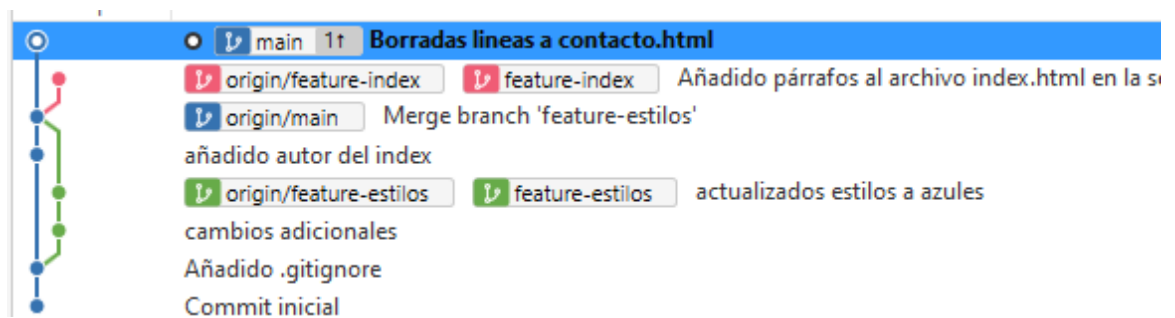 main 1↑ Borradas lineas a contacto.html
origin/feature-index feature-index Añadido párrafos al archivo index.html en la
origin/main Merge branch 'feature-estilos'
añadido autor del index
origin/feature-estilos feature-estilos actualizados estilos a azules
cambios adicionales
Añadido .gitignore
Commit inicial